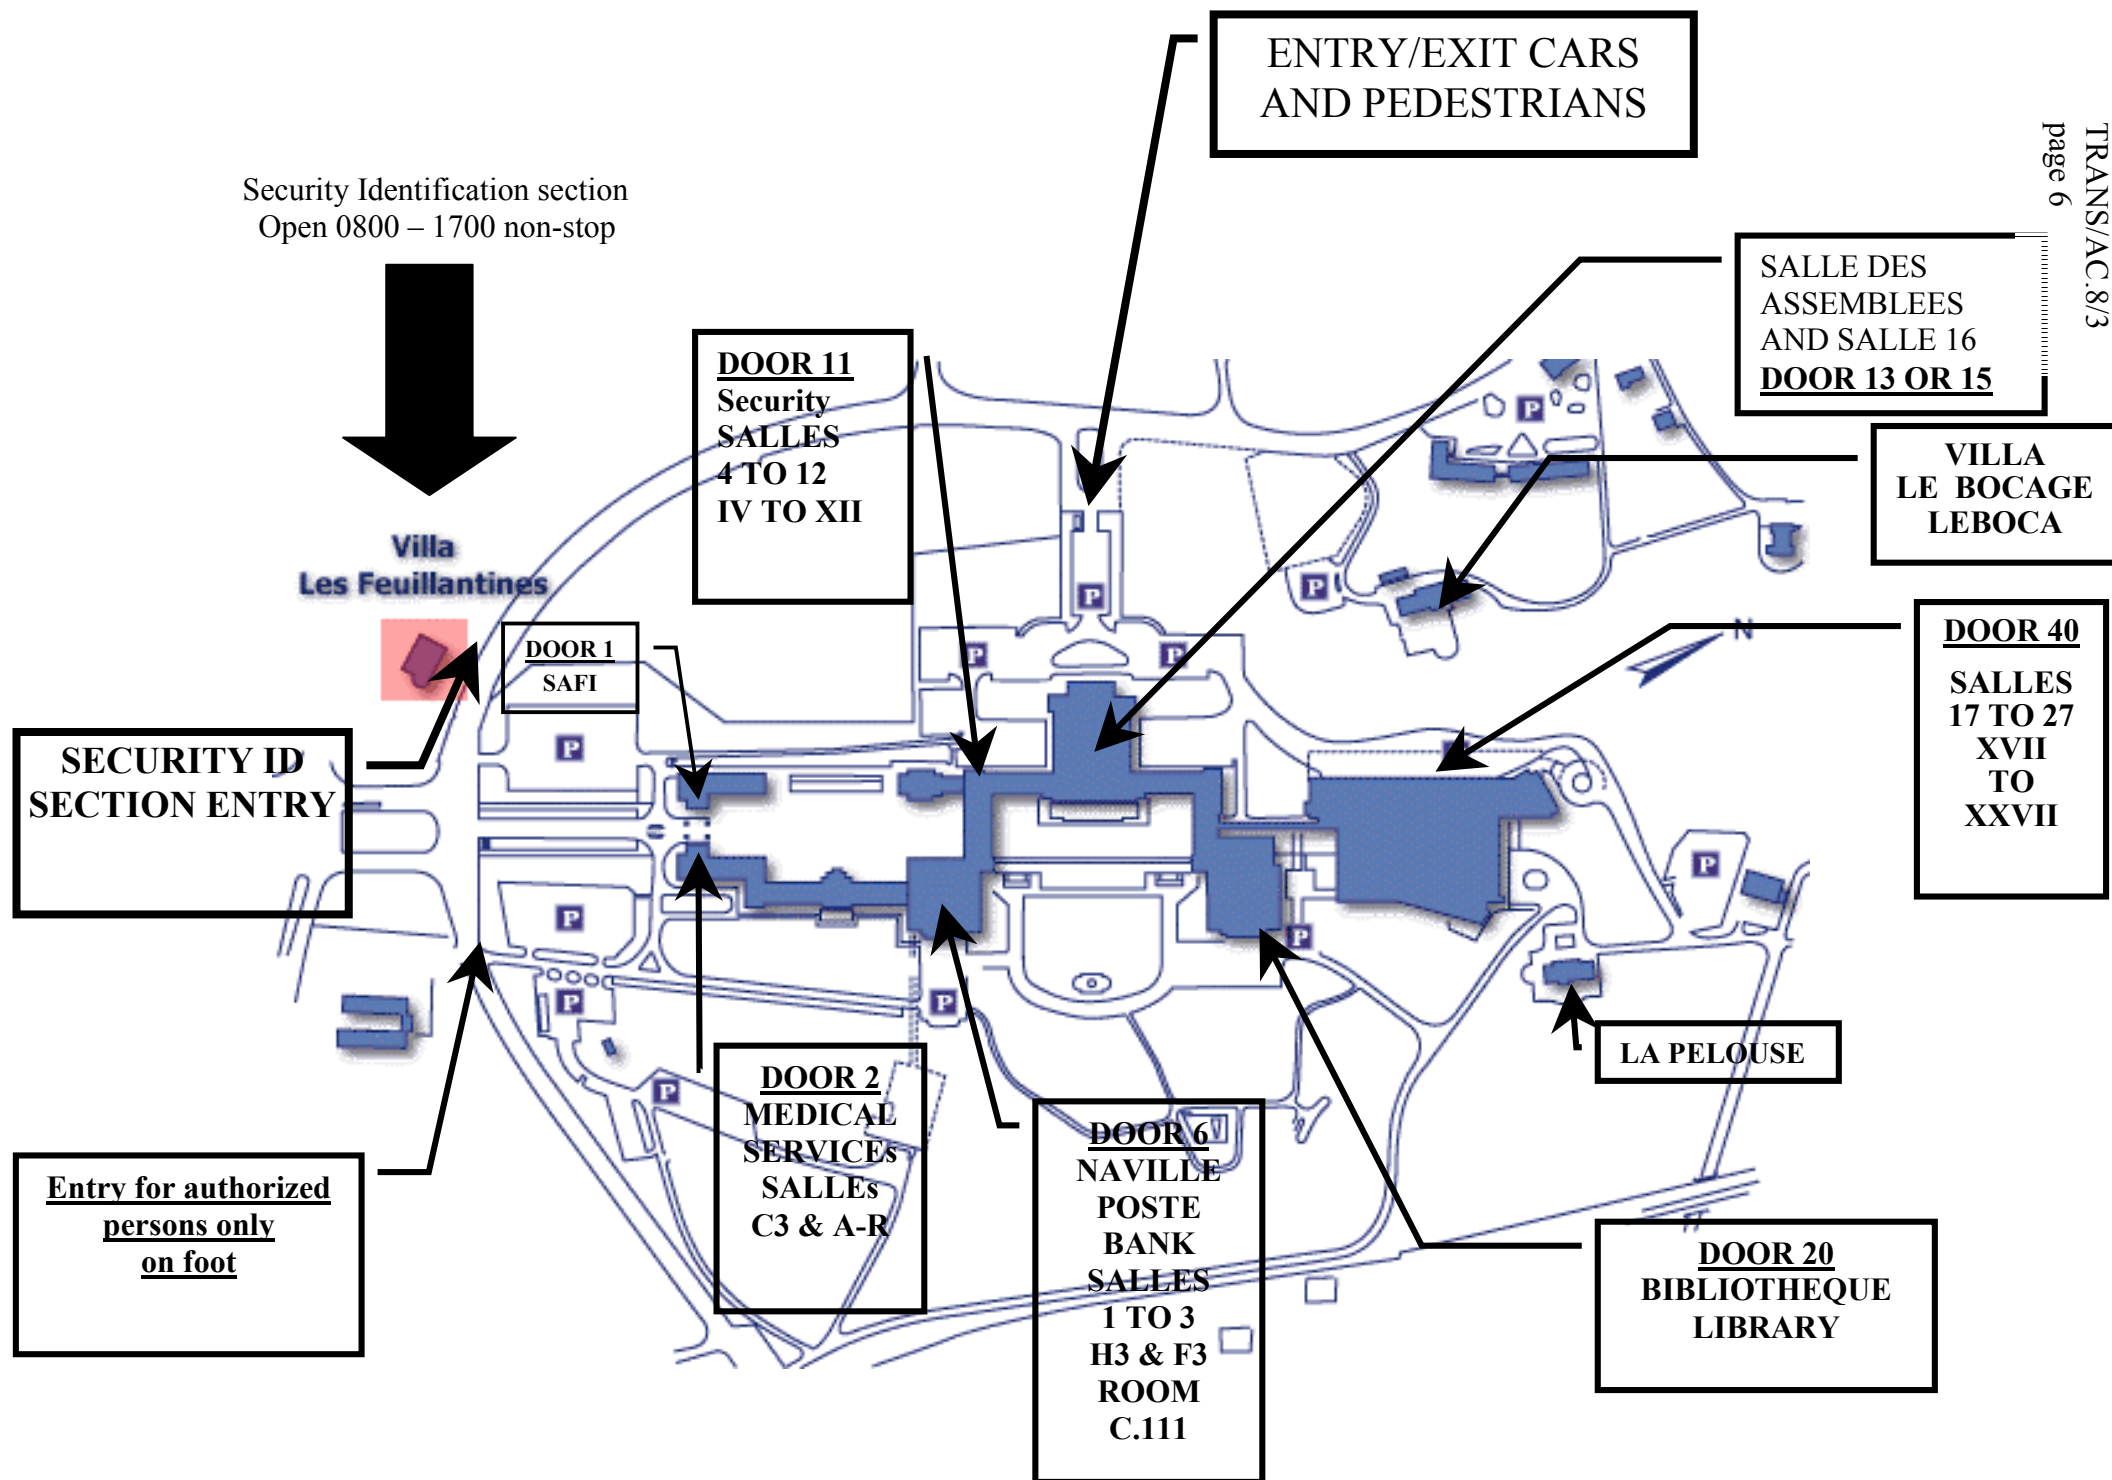 ENTRY/EXIT CARS
AND PEDESTRIANS
TRANS/AC.8/3
page 6
Security Identification section
Open 0800 – 1700 non-stop
SALLE DES
ASSEMBLEES
AND SALLE 16
DOOR 13 OR 15
DOOR 11
Security
SALLES
4 TO 12
IV TO XII
VILLA
LE BOCAGE
LEBOCA
Villa
Les Feuillantines
DOOR 1
SAFI
N
DOOR 40
SALLES
17 TO 27
XVII
TO
XXVII
SECURITY ID
SECTION ENTRY
P
P
P
P
P
P
P
P
P
P
P
P
P
LA PELOUSE
DOOR 2
MEDICAL
SERVICEs
SALLEs
C3 & A-R
DOOR 6
NAVILLE
POSTE
BANK
SALLES
1 TO 3
H3 & F3
ROOM
C.111
Entry for authorized
persons only
on foot
DOOR 20
BIBLIOTHEQUE
LIBRARY